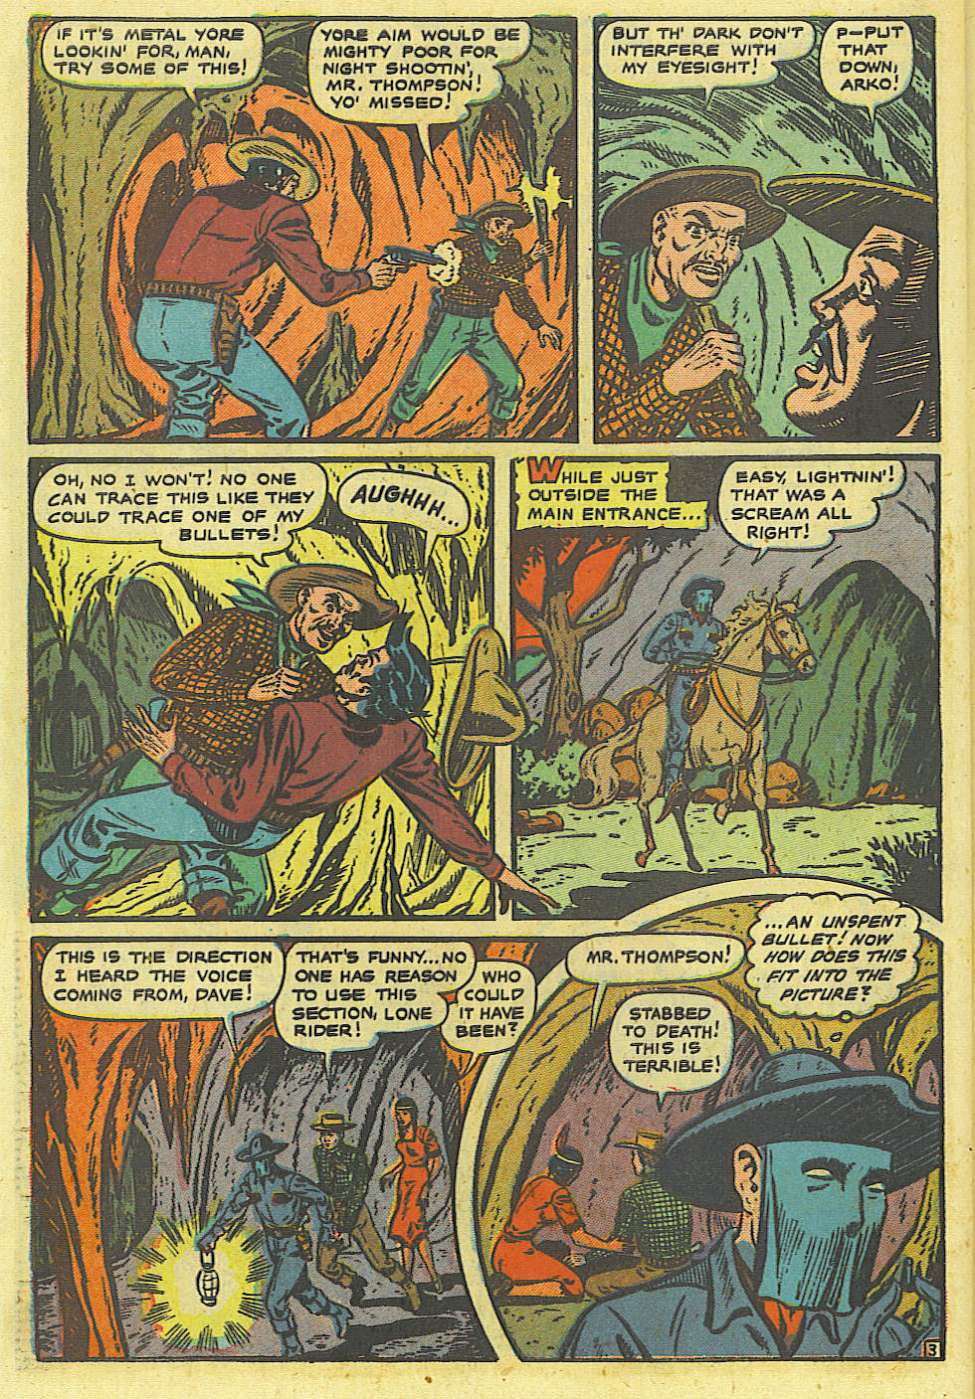 IF IT'S METAL YORE
LOOKIN' FOR, MAN,
TRY SOME OF THIS!
YORE AIM WOULD BE
MIGHTY POOR FOR
NIGHT SHOOTIN',
MR. THOMPSON!
YO' MISSED!
BUT TH' DARK DON'T
INTERFERE WITH
MY EYESIGHT!
P-PUT
THAT
DOWN,
ARKO!
OH, NO I WON'T! NO ONE
CAN TRACE THIS LIKE THEY
COULD TRACE ONE OF MY
BULLETS!
AUGHHH...
WHILE JUST
OUTSIDE THE
MAIN ENTRANCE...
EASY, LIGHTNIN'!
THAT WAS A
SCREAM ALL
RIGHT!
THIS IS THE DIRECTION
I HEARD THE VOICE
COMING FROM, DAVE!
THAT'S FUNNY...NO
ONE HAS REASON
TO USE THIS
SECTION, LONE
RIDER!
WHO
COULD
IT HAVE
BEEN?
MR. THOMPSON!
STABBED
TO DEATH!
THIS IS
TERRIBLE!
...AN UNSPENT
BULLET! NOW
HOW DOES THIS
FIT INTO THE
PICTURE?
3